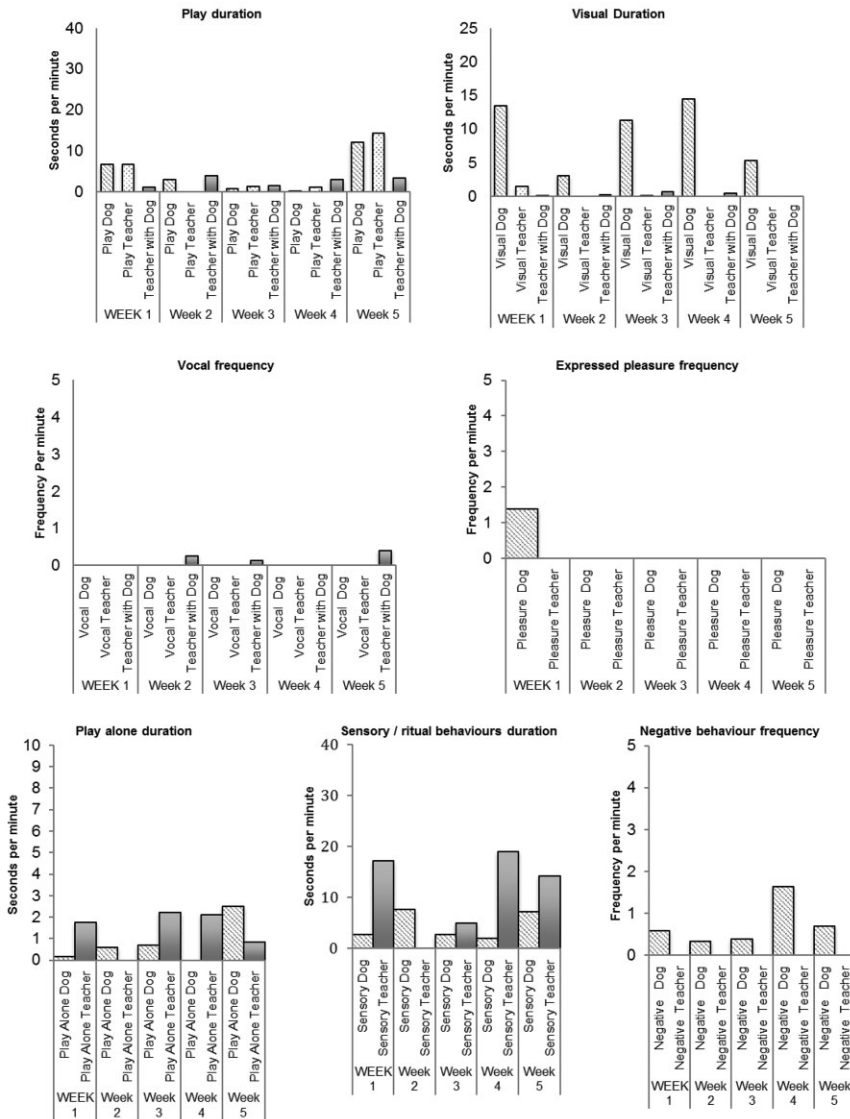 Play duration
Seconds per minute
40
30
20
10
0
Play Dog
Play Teacher
Teacher with Dog
Play Dog
Play Teacher
Teacher with Dog
Play Dog
Play Teacher
Teacher with Dog
Play Dog
Play Teacher
Teacher with Dog
Play Dog
Play Teacher
Teacher with Dog
WEEK 1 Week 2 Week 3 Week 4 Week 5
Visual Duration
Seconds per minute
25
20
15
10
5
0
Visual Dog
Visual Teacher
Teacher with Dog
Visual Dog
Visual Teacher
Teacher with Dog
Visual Dog
Visual Teacher
Teacher with Dog
Visual Dog
Visual Teacher
Teacher with Dog
Visual Dog
Visual Teacher
Teacher with Dog
WEEK 1 Week 2 Week 3 Week 4 Week 5
Vocal frequency
Frequency Per minute
5
4
3
2
1
0
Vocal Dog
Vocal Teacher
Teacher with Dog
Vocal Dog
Vocal Teacher
Teacher with Dog
Vocal Dog
Vocal Teacher
Teacher with Dog
Vocal Dog
Vocal Teacher
Teacher with Dog
Vocal Dog
Vocal Teacher
Teacher with Dog
WEEK 1 Week 2 Week 3 Week 4 Week 5
Expressed pleasure frequency
Frequency per minute
5
4
3
2
1
0
Pleasure Dog
Pleasure Teacher
Pleasure Dog
Pleasure Teacher
Pleasure Dog
Pleasure Teacher
Pleasure Dog
Pleasure Teacher
Pleasure Dog
Pleasure Teacher
WEEK 1 Week 2 Week 3 Week 4 Week 5
Play alone duration
Seconds per minute
10
9
8
7
6
5
4
3
2
1
0
Play Alone Dog
Play Alone Teacher
Play Alone Dog
Play Alone Teacher
Play Alone Dog
Play Alone Teacher
Play Alone Dog
Play Alone Teacher
Play Alone Dog
Play Alone Teacher
WEEK Week Week Week Week
1 2 3 4 5
Sensory / ritual behaviours duration
Seconds per minute
40
30
20
10
0
Sensory Dog
Sensory Teacher
Sensory Dog
Sensory Teacher
Sensory Dog
Sensory Teacher
Sensory Dog
Sensory Teacher
Sensory Dog
Sensory Teacher
WEEK Week Week Week Week
1 2 3 4 5
Negative behaviour frequency
Frequency per minute
5
4
3
2
1
0
Negative Dog
Negative Teacher
Negative Dog
Negative Teacher
Negative Dog
Negative Teacher
Negative Dog
Negative Teacher
Negative Dog
Negative Teacher
WEEK Week Week Week Week
1 2 3 4 5